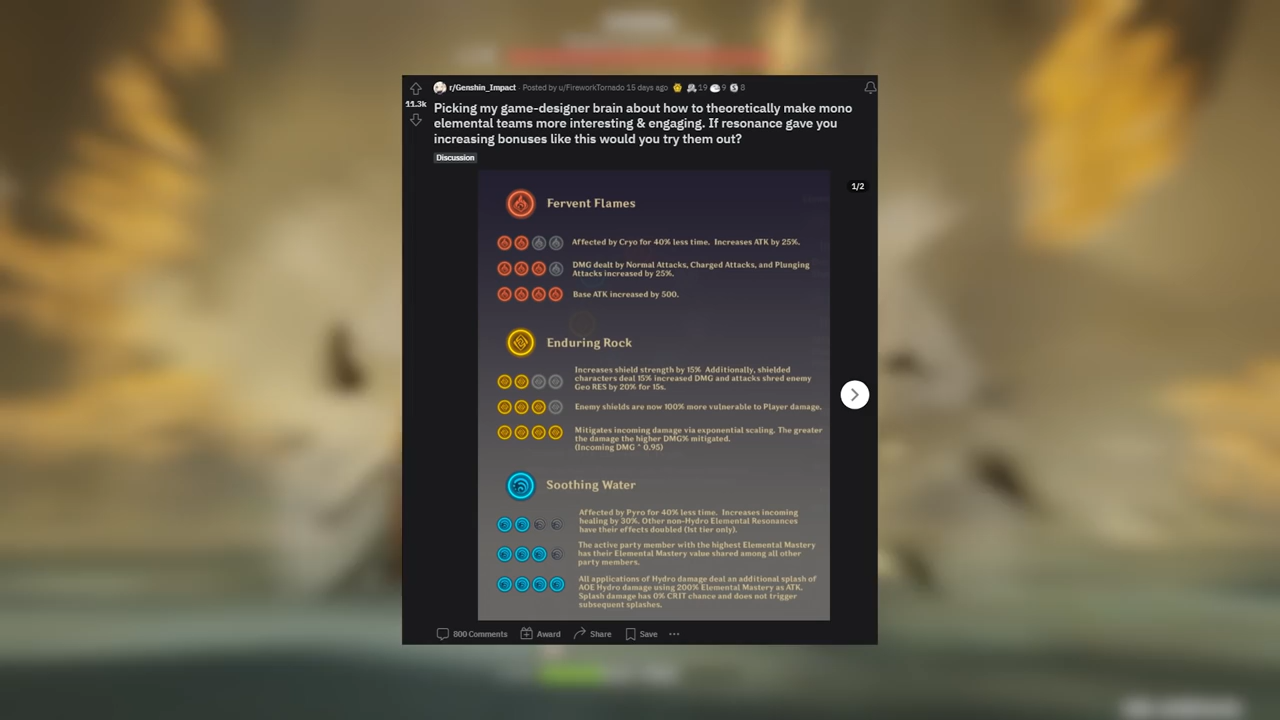 r/Genshin_Impact · Posted by u/FireworkTornado 15 days ago 19 9 8
11.3k
Picking my game-designer brain about how to theoretically make mono
elemental teams more interesting & engaging. If resonance gave you
increasing bonuses like this would you try them out?
Discussion
1/2
Fervent Flames
Affected by Cryo for 40% less time. Increases ATK by 25%.
DMG dealt by Normal Attacks, Charged Attacks, and Plunging
Attacks increased by 25%.
Base ATK increased by 500.
Enduring Rock
Increases shield strength by 15% Additionally, shielded
characters deal 15% increased DMG and attacks shred enemy
Geo RES by 20% for 15s.
Enemy shields are now 100% more vulnerable to Player damage.
Mitigates incoming damage via exponential scaling. The greater
the damage the higher DMG% mitigated.
(Incoming DMG ^ 0.95)
Soothing Water
Affected by Pyro for 40% less time. Increases incoming
healing by 30%. Other non-Hydro Elemental Resonances
have their effects doubled (1st tier only).
The active party member with the highest Elemental Mastery
has their Elemental Mastery value shared among all other
party members.
All applications of Hydro damage deal an additional splash of
AOE Hydro damage using 200% Elemental Mastery as ATK.
Splash damage has 0% CRIT chance and does not trigger
subsequent splashes.
800 Comments Award Share Save ···